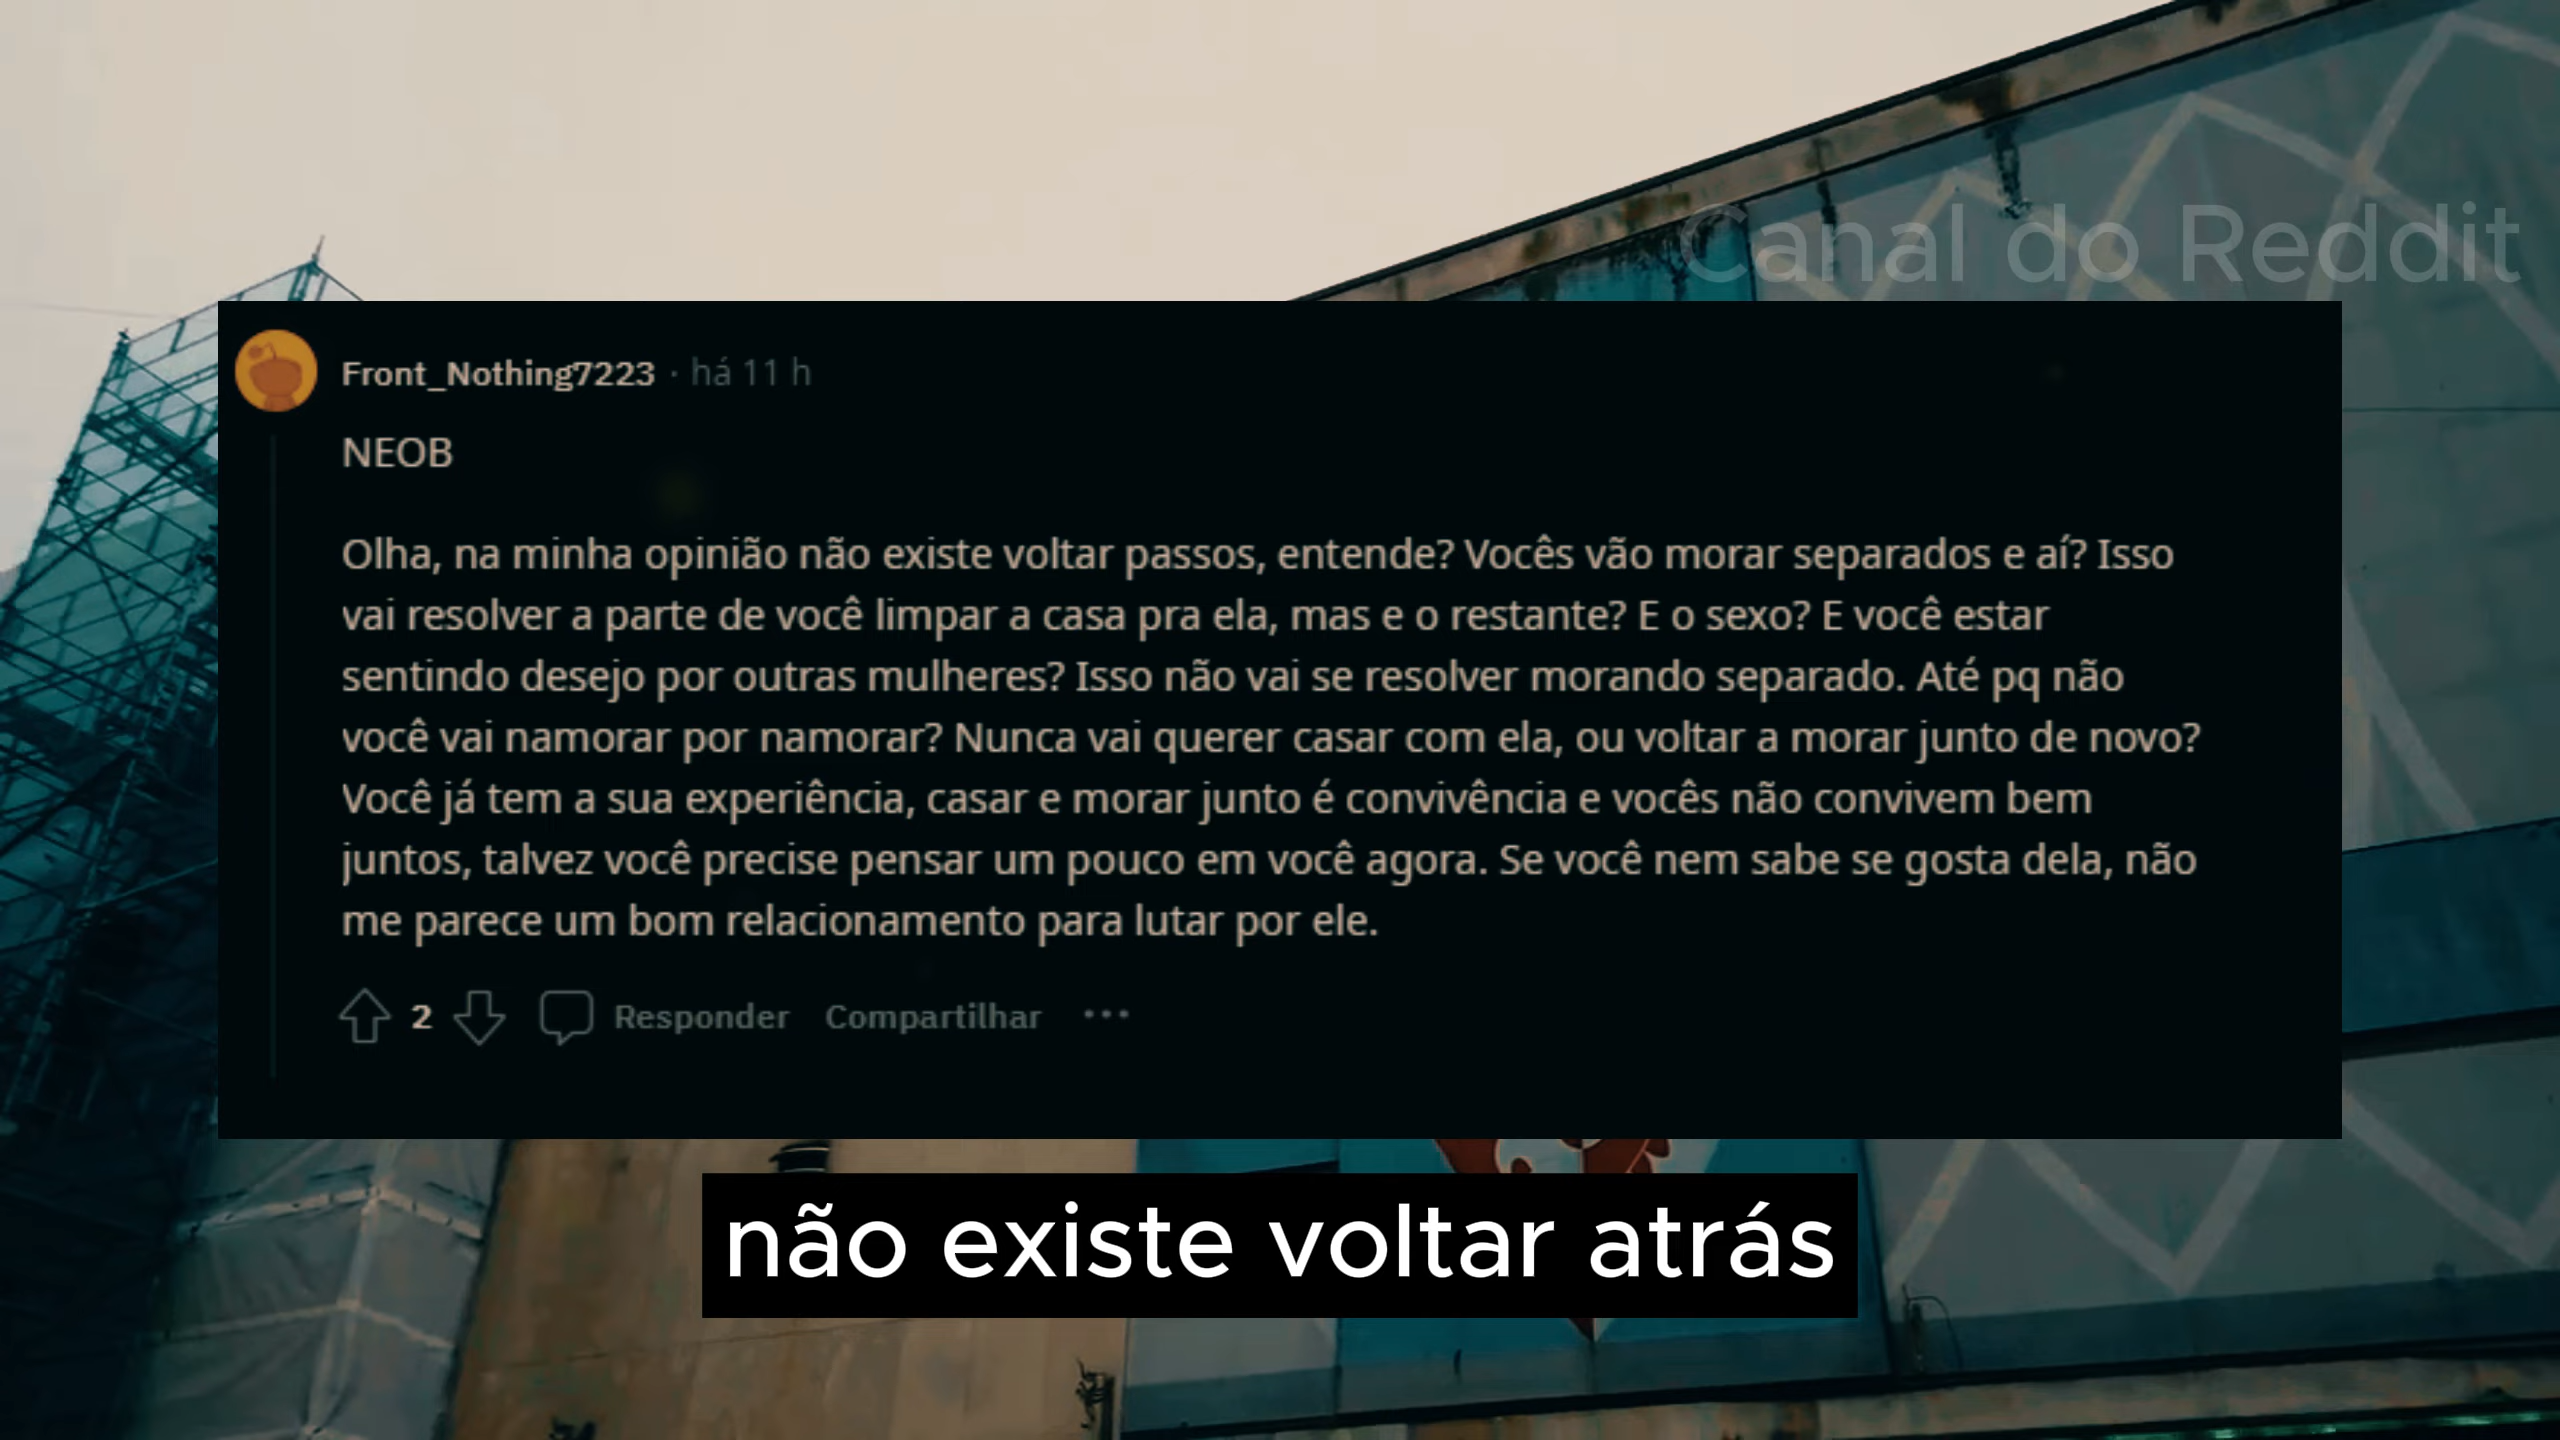 Canal do Reddit
Front_Nothing7223 · há 11 h
NEOB
Olha, na minha opinião não existe voltar passos, entende? Vocês vão morar separados e aí? Isso
vai resolver a parte de você limpar a casa pra ela, mas e o restante? E o sexo? E você estar
sentindo desejo por outras mulheres? Isso não vai se resolver morando separado. Até pq não
você vai namorar por namorar? Nunca vai querer casar com ela, ou voltar a morar junto de novo?
Você já tem a sua experiência, casar e morar junto é convivência e vocês não convivem bem
juntos, talvez você precise pensar um pouco em você agora. Se você nem sabe se gosta dela, não
me parece um bom relacionamento para lutar por ele.
2 Responder Compartilhar ···
não existe voltar atrás